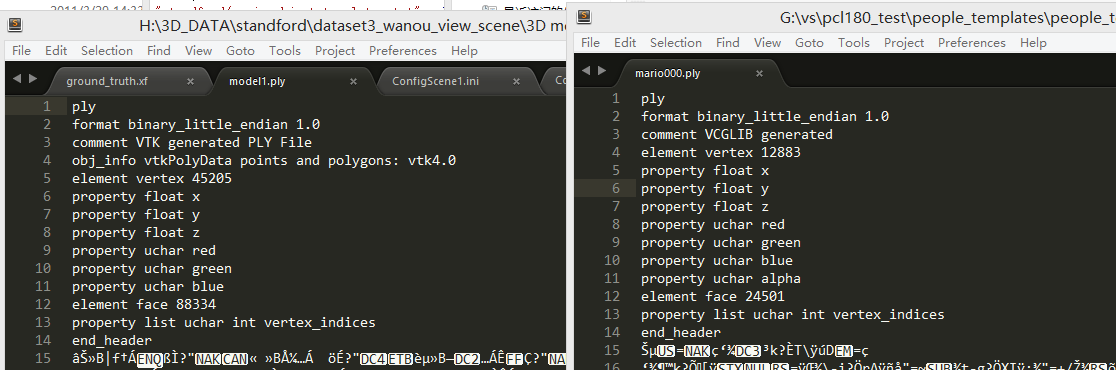 H:\3D_DATA\standford\dataset3_wanou_view_scene\3D mo
File Edit Selection Find View Goto Tools Project Preferences Help
ground_truth.xf × model1.ply × ConfigScene1.ini × Co
1 ply
2 format binary_little_endian 1.0
3 comment VTK generated PLY File
4 obj_info vtkPolyData points and polygons: vtk4.0
5 element vertex 45205
6 property float x
7 property float y
8 property float z
9 property uchar red
10 property uchar green
11 property uchar blue
12 element face 88334
13 property list uchar int vertex_indices
14 end_header
15
G:\vs\pcl180_test\people_templates\people_t
File Edit Selection Find View Goto Tools Project Preferences Help
mario000.ply ×
1 ply
2 format binary_little_endian 1.0
3 comment VCGLIB generated
4 element vertex 12883
5 property float x
6 property float y
7 property float z
8 property uchar red
9 property uchar green
10 property uchar blue
11 property uchar alpha
12 element face 24501
13 property list uchar int vertex_indices
14 end_header
15
16